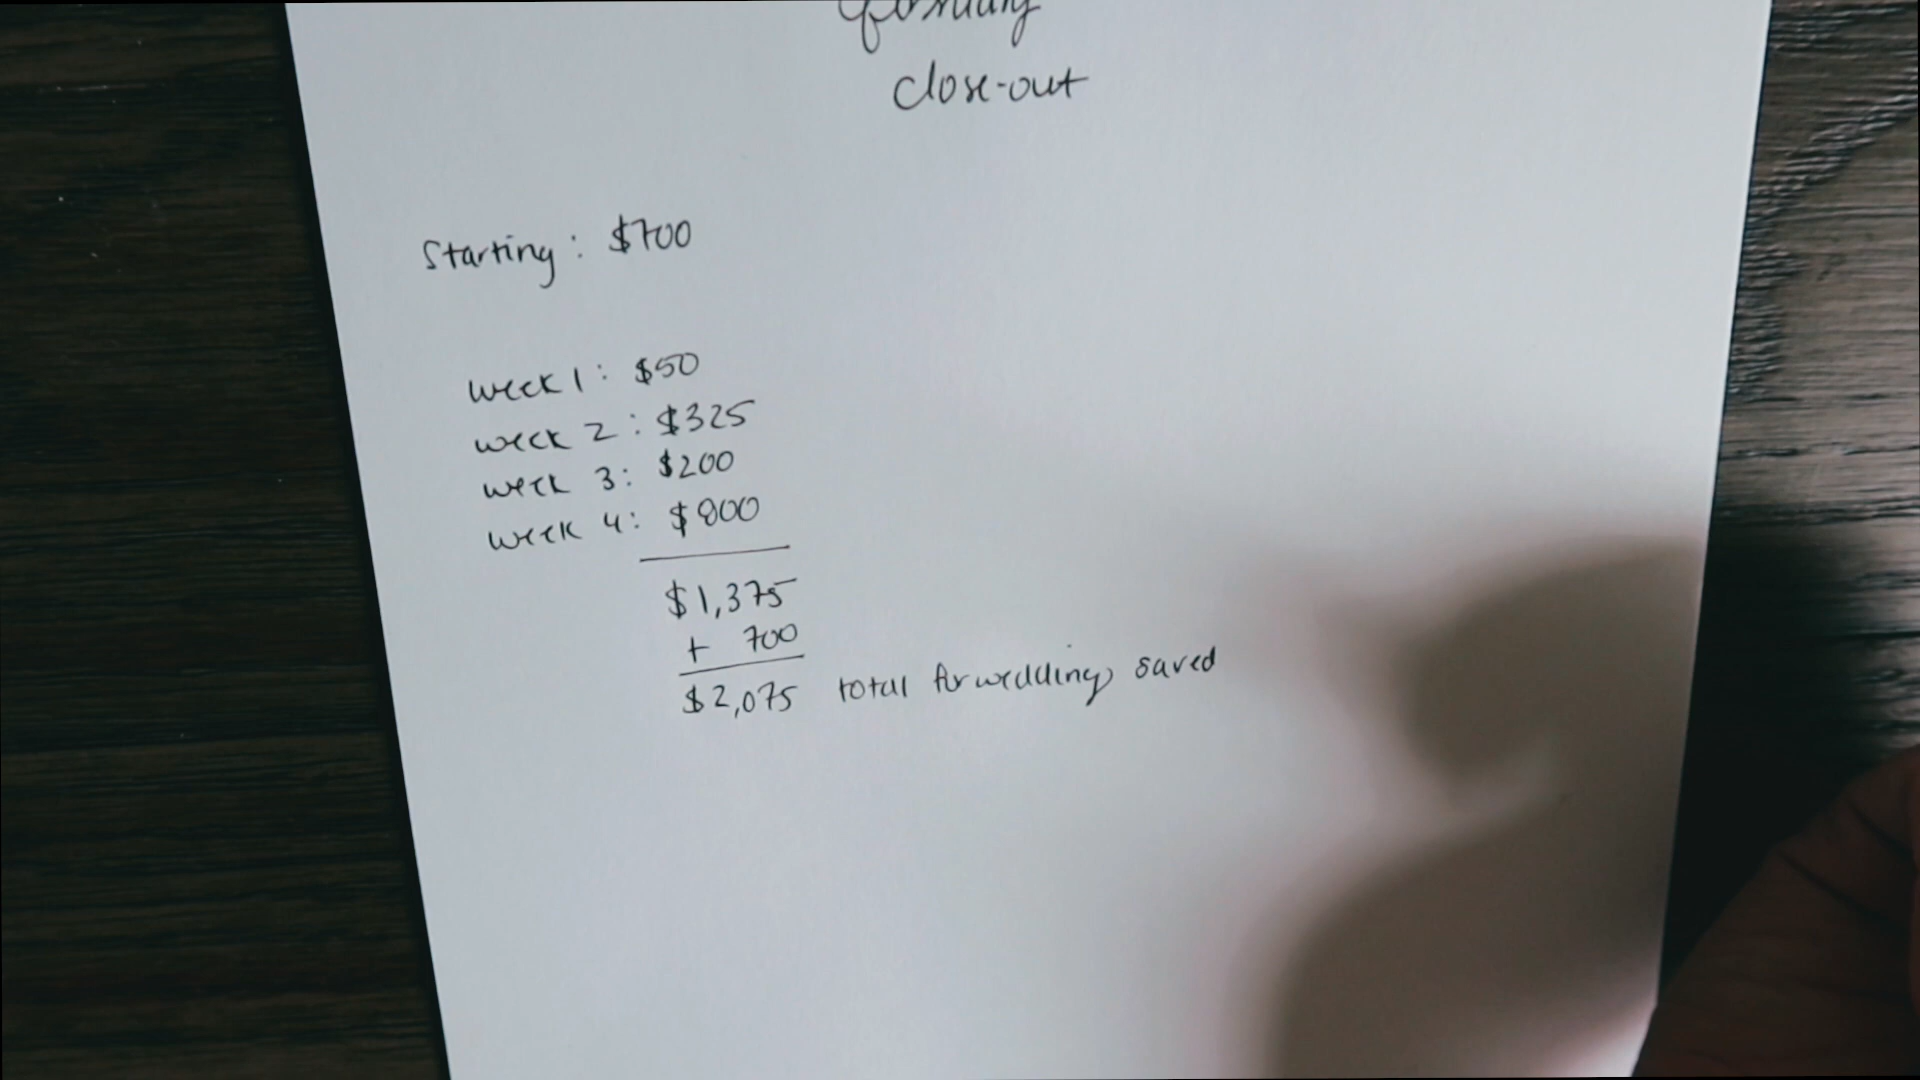 close-out
Starting: $700
week 1: $50
week 2: $325
week 3: $200
week 4: $800
$1,375
+ 700
$2,075 total for wedding saved